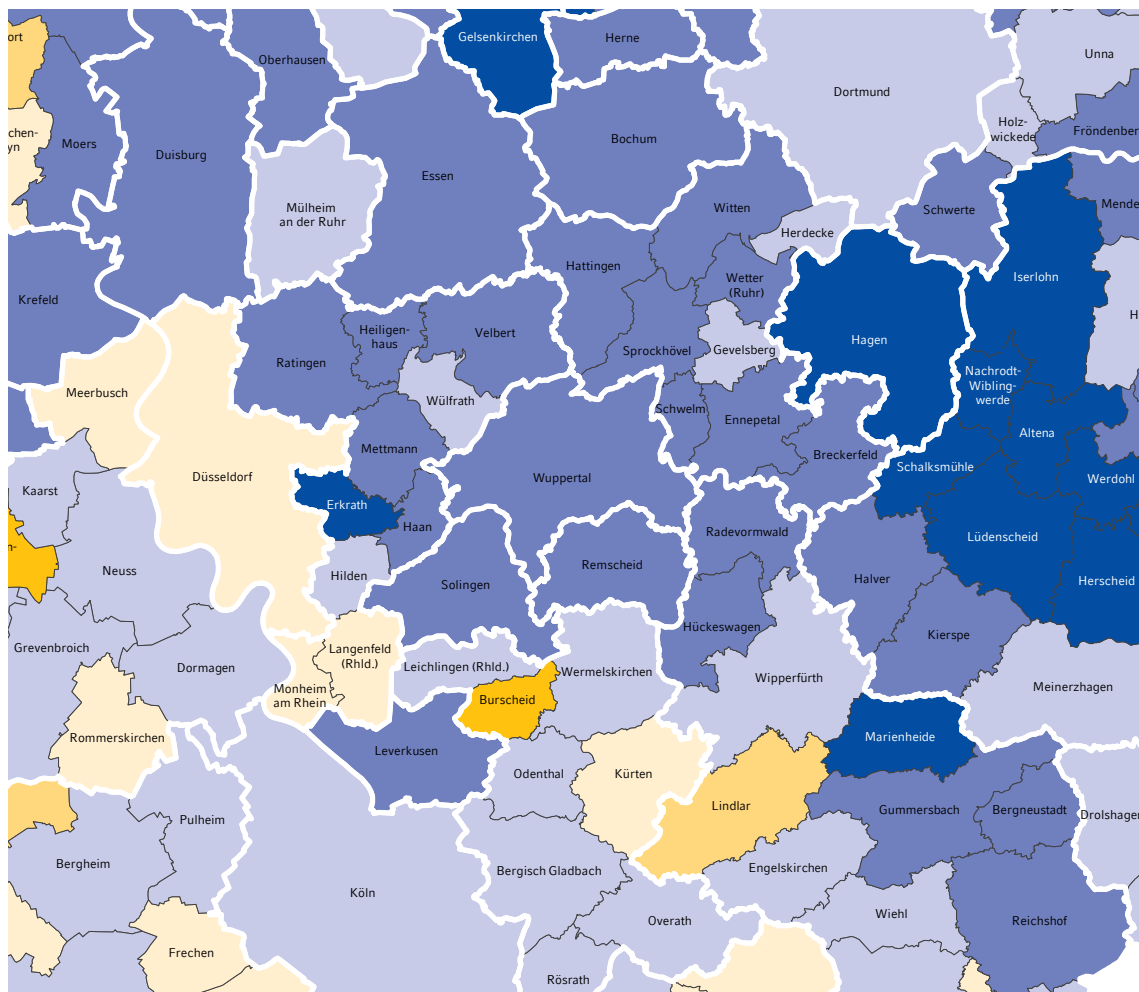 ort
Gelsenkirchen
Herne
Oberhausen
Unna
Dortmund
Holz-
wickede
Fröndenber
chen-
yn
Moers
Duisburg
Bochum
Essen
Mülheim
an der Ruhr
Witten
Schwerte
Mende
Herdecke
Hattingen
Wetter
(Ruhr)
Iserlohn
Krefeld
H
Heiligen-
haus
Velbert
Ratingen
Sprockhövel
Gevelsberg
Hagen
Nachrodt-
Wibling-
werde
Meerbusch
Wülfrath
Schwelm
Ennepetal
Mettmann
Breckerfeld
Altena
Schalksmühle
Düsseldorf
Wuppertal
Werdohl
Kaarst
Erkrath
Haan
Radevormwald
Lüdenscheid
n-
Neuss
Hilden
Solingen
Remscheid
Halver
Herscheid
Hückeswagen
Kierspe
Grevenbroich
Dormagen
Langenfeld
(Rhld.)
Leichlingen (Rhld.)
Wermelskirchen
Wipperfürth
Meinerzhagen
Monheim
am Rhein
Burscheid
Rommerskirchen
Leverkusen
Marienheide
Odenthal
Kürten
Lindlar
Gummersbach
Bergneustadt
Drolshagen
Pulheim
Bergheim
Bergisch Gladbach
Engelskirchen
Köln
Overath
Wiehl
Reichshof
Frechen
Rösrath